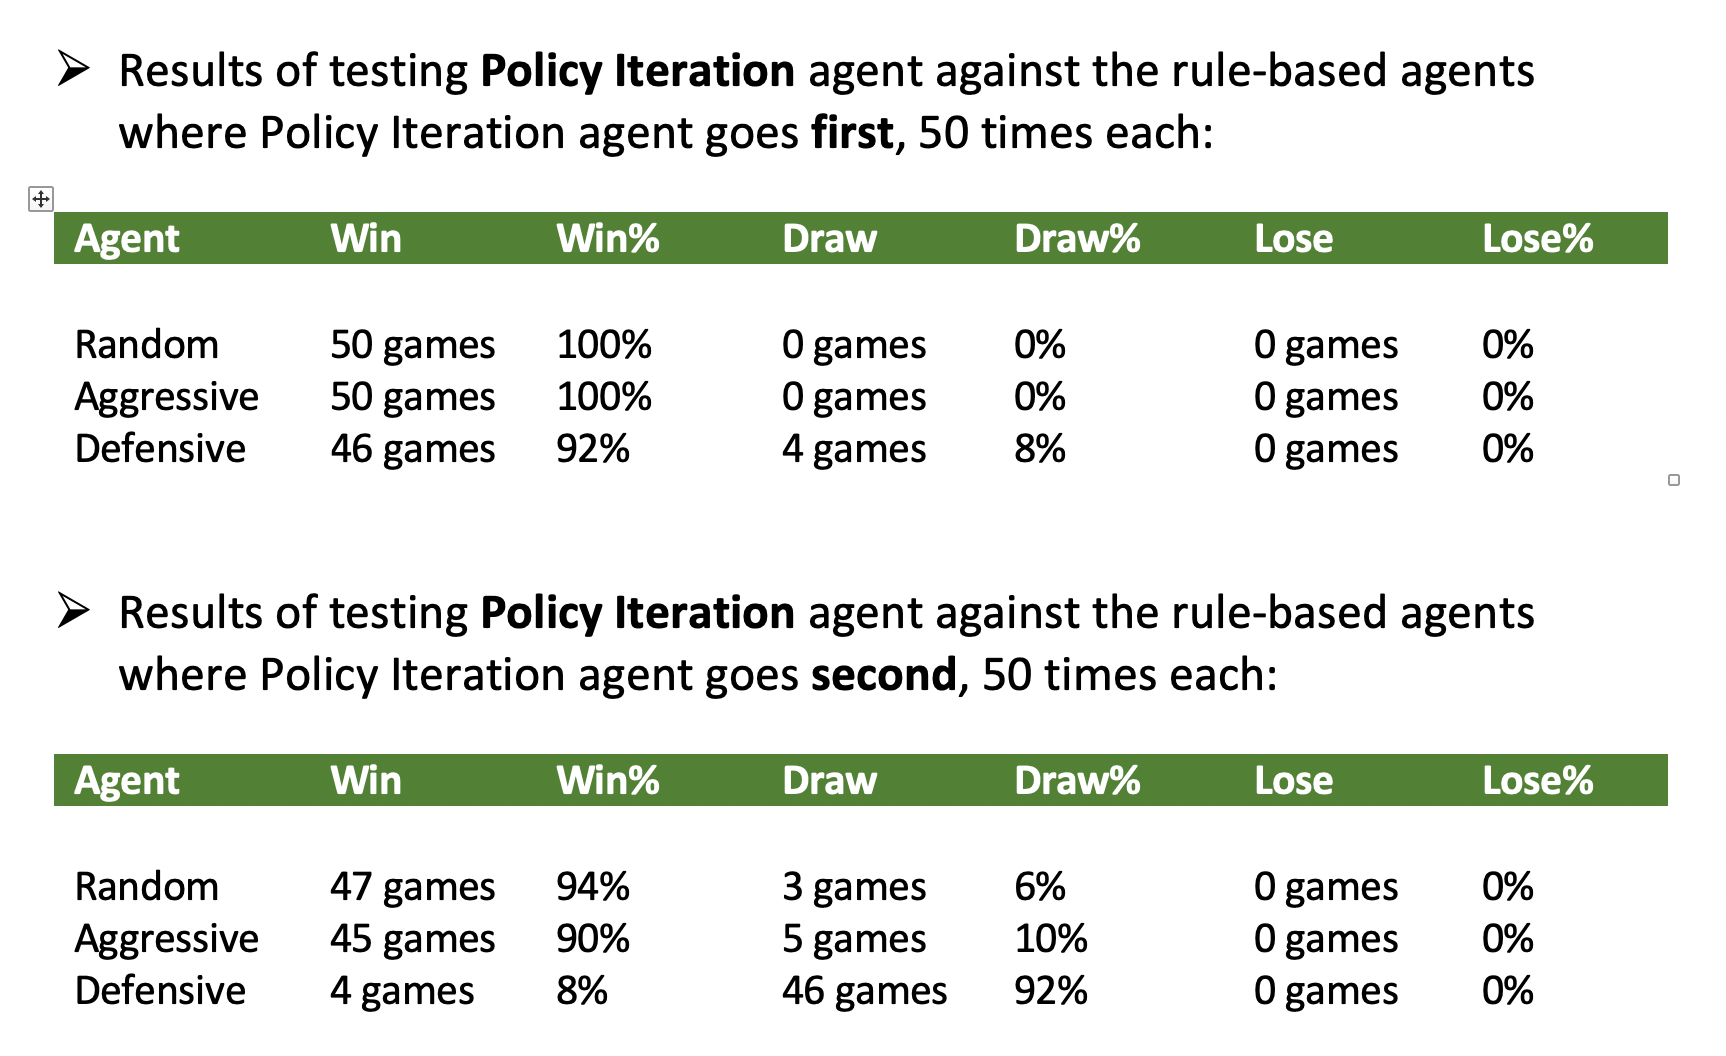 ➢ Results of testing Policy Iteration agent against the rule-based agents
where Policy Iteration agent goes first, 50 times each:
Agent Win Win% Draw Draw% Lose Lose%
Random 50 games 100% 0 games 0% 0 games 0%
Aggressive 50 games 100% 0 games 0% 0 games 0%
Defensive 46 games 92% 4 games 8% 0 games 0%
➢ Results of testing Policy Iteration agent against the rule-based agents
where Policy Iteration agent goes second, 50 times each:
Agent Win Win% Draw Draw% Lose Lose%
Random 47 games 94% 3 games 6% 0 games 0%
Aggressive 45 games 90% 5 games 10% 0 games 0%
Defensive 4 games 8% 46 games 92% 0 games 0%